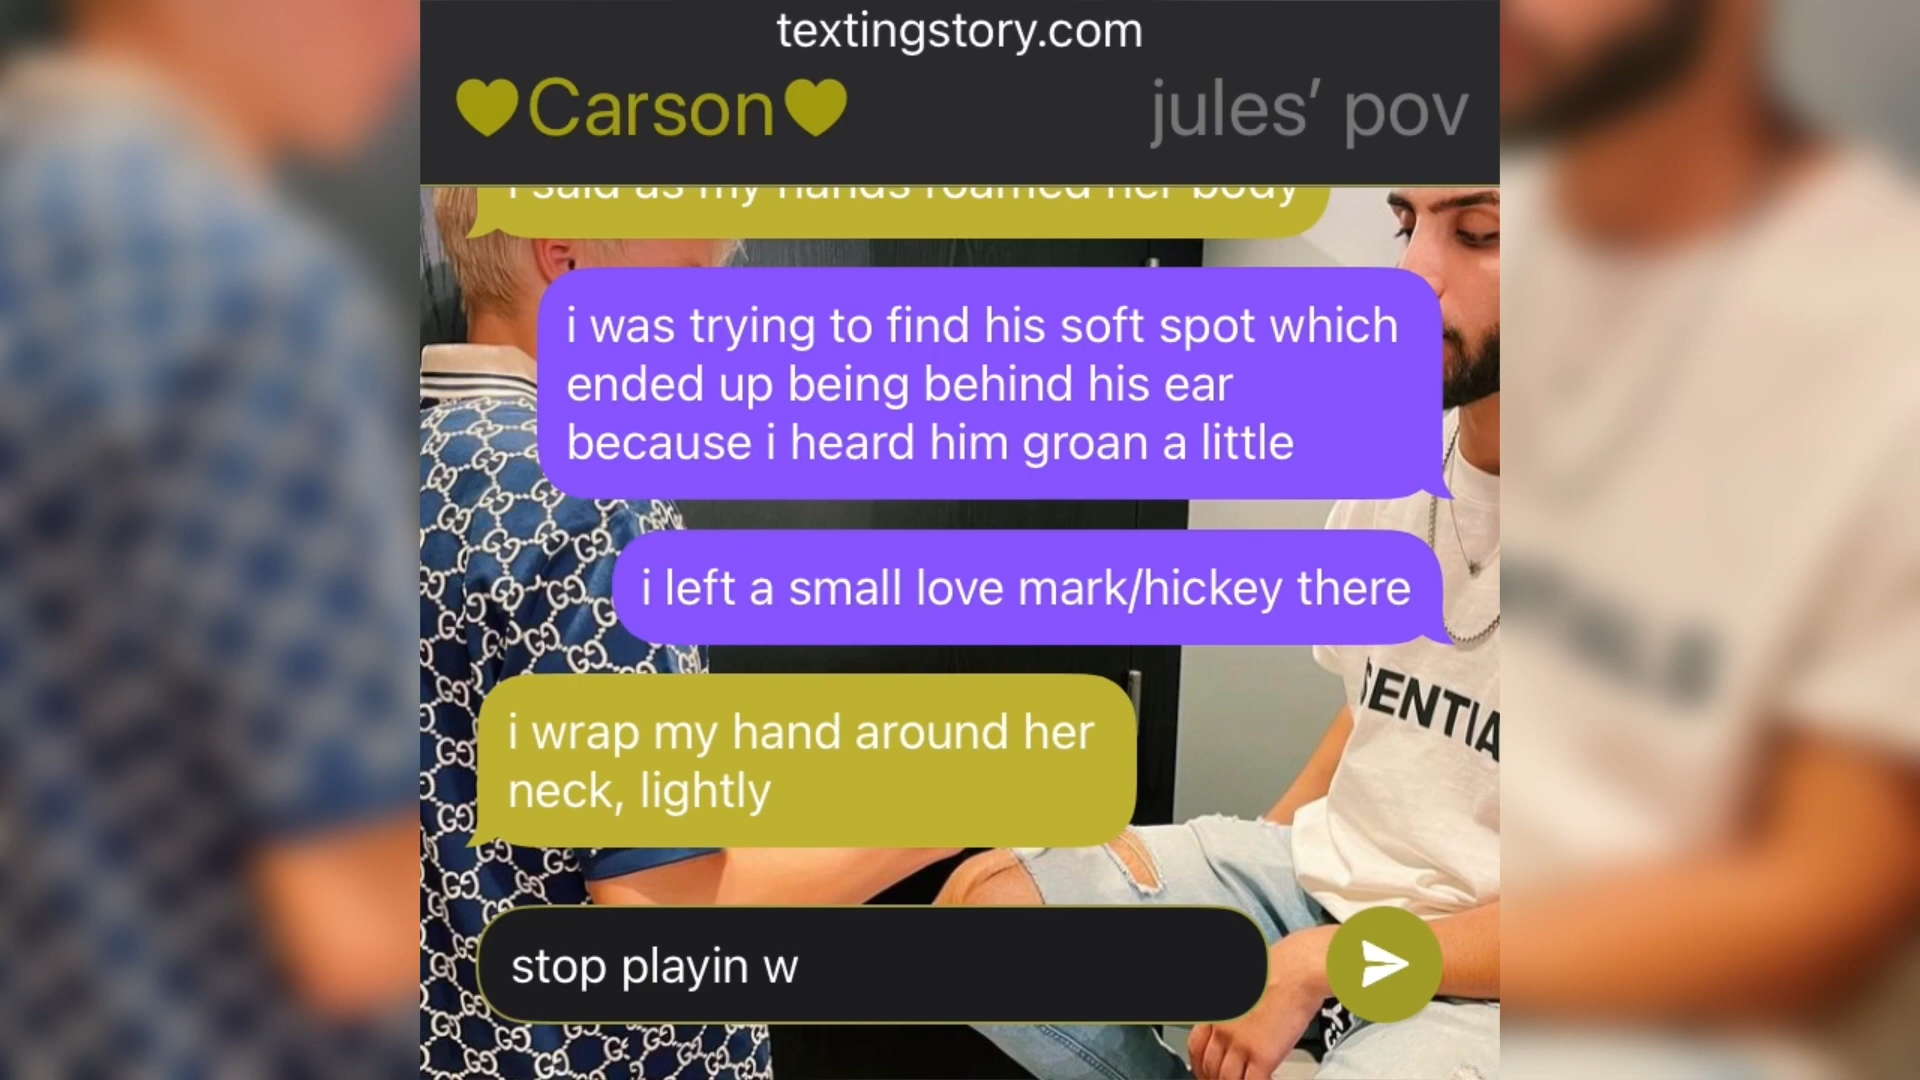 textingstory.com
♥Carson♥ jules’ pov
i said as my hands roamed her body
i was trying to find his soft spot which
ended up being behind his ear
because i heard him groan a little
i left a small love mark/hickey there
SENTIA
i wrap my hand around her
neck, lightly
stop playin w